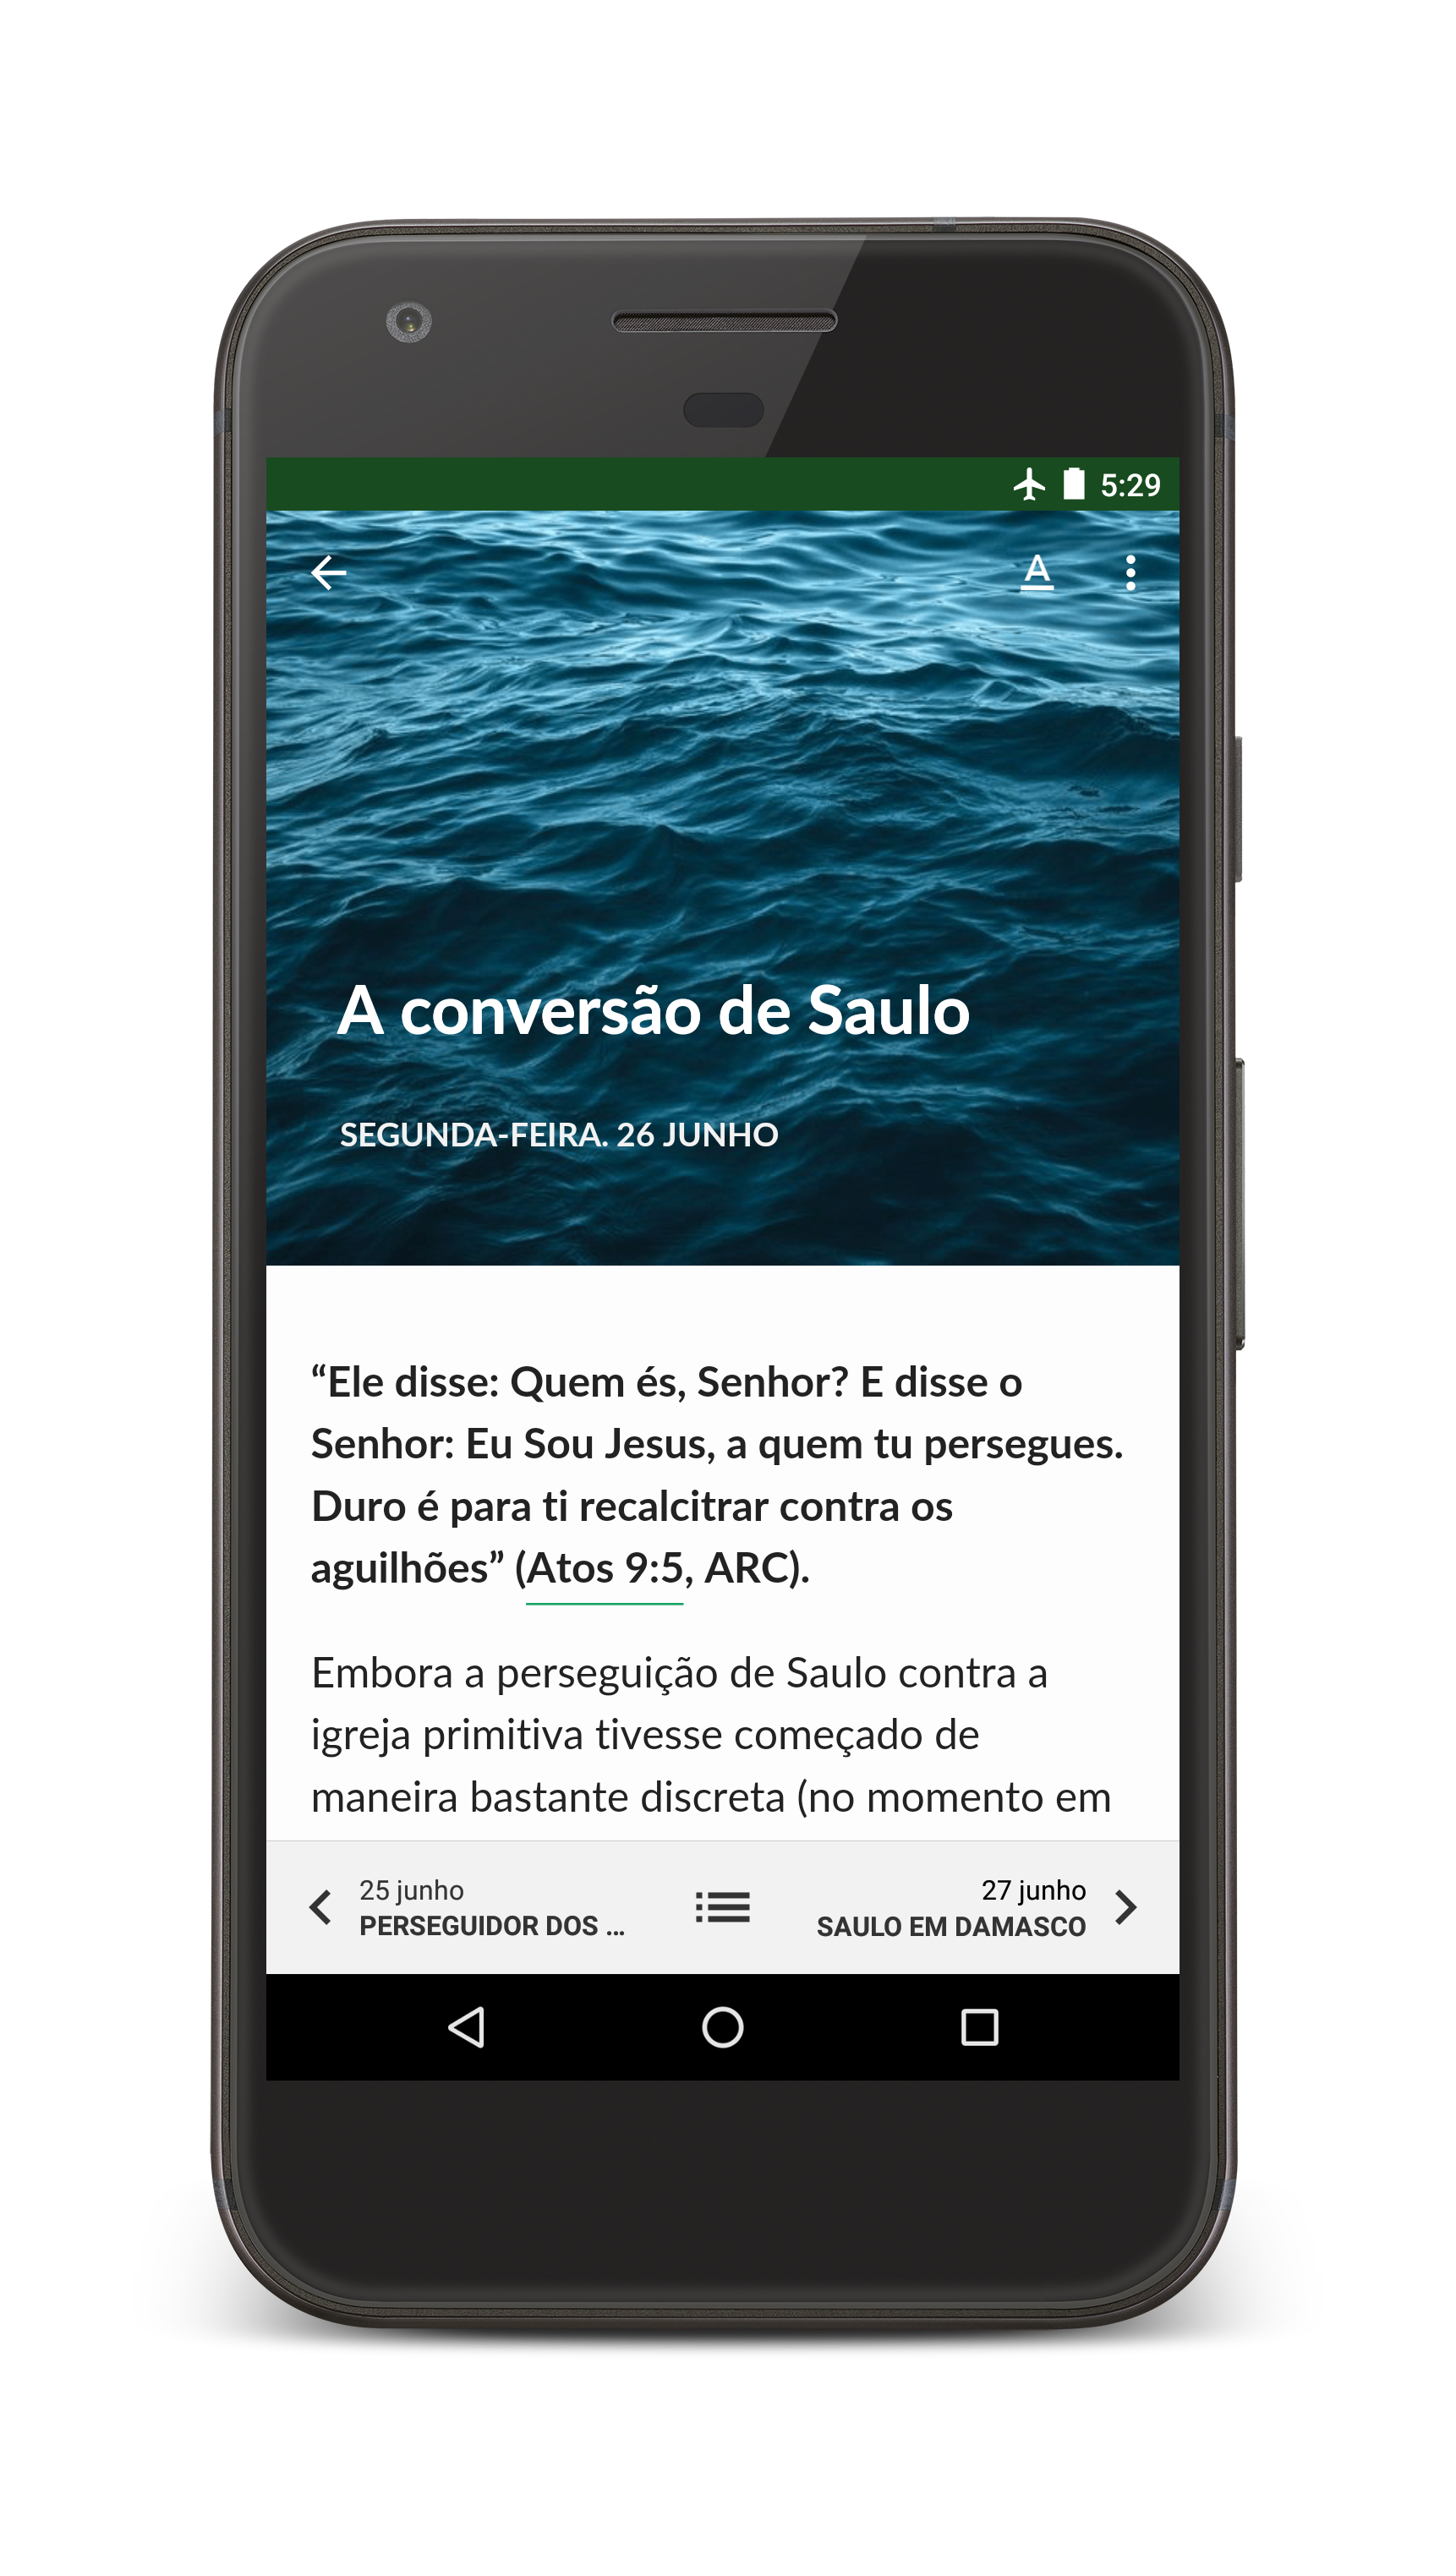 5:29
A
A conversão de Saulo
SEGUNDA-FEIRA. 26 JUNHO
“Ele disse: Quem és, Senhor? E disse o
Senhor: Eu Sou Jesus, a quem tu persegues.
Duro é para ti recalcitrar contra os
aguilhões” (Atos 9:5, ARC).
Embora a perseguição de Saulo contra a
igreja primitiva tivesse começado de
maneira bastante discreta (no momento em
25 junho
PERSEGUIDOR DOS ...
27 junho
SAULO EM DAMASCO